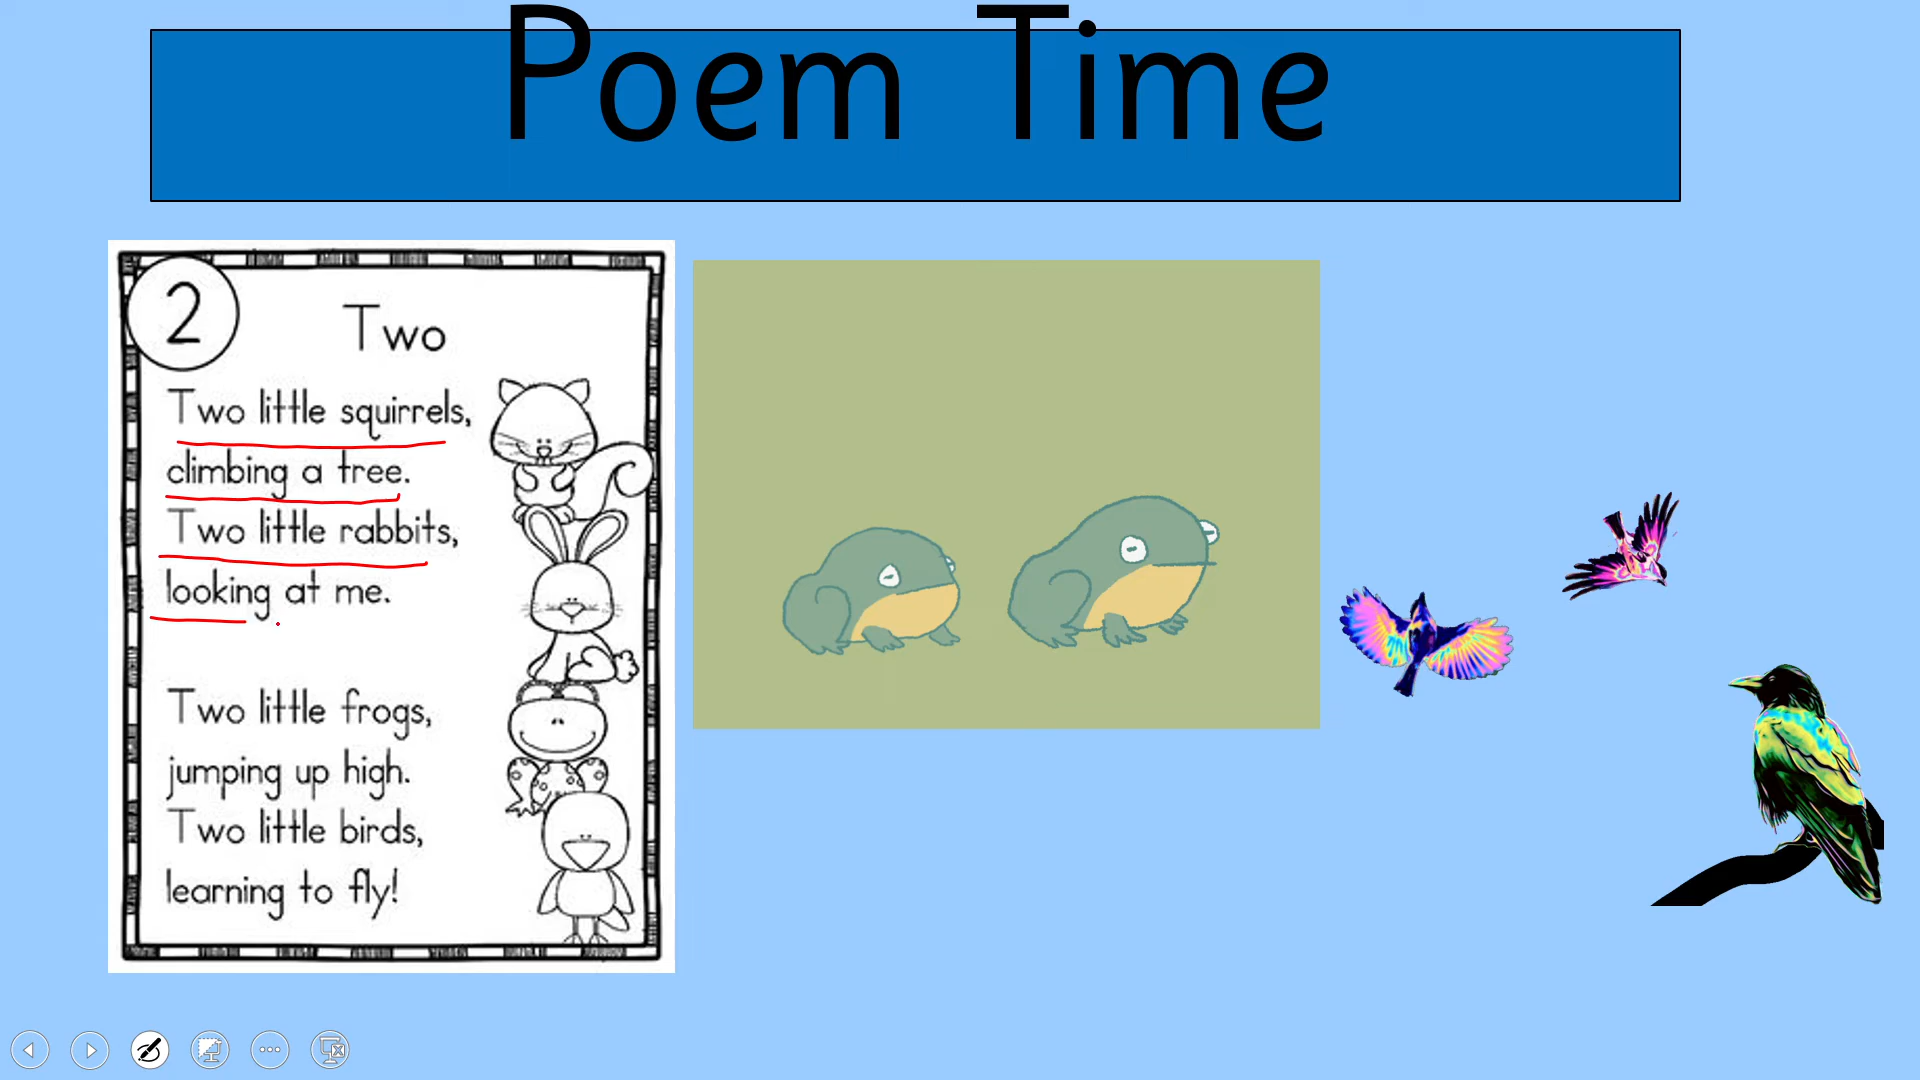 Poem Time
2
Two
Two little squirrels,
climbing a tree.
Two little rabbits,
looking at me.
Two little frogs,
jumping up high.
Two little birds,
learning to fly!